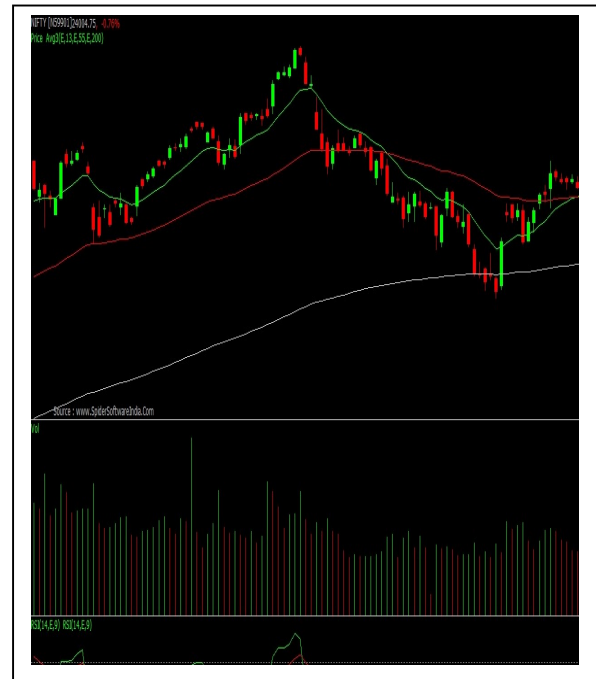 NIFTY [N59901]24004.75, -0.76%
Price Avg3(E,13,E,55,E,200)
Source : www.SpiderSoftwareIndia.Com
Vol
RSI(14,E,9) RSI(14,E,9)